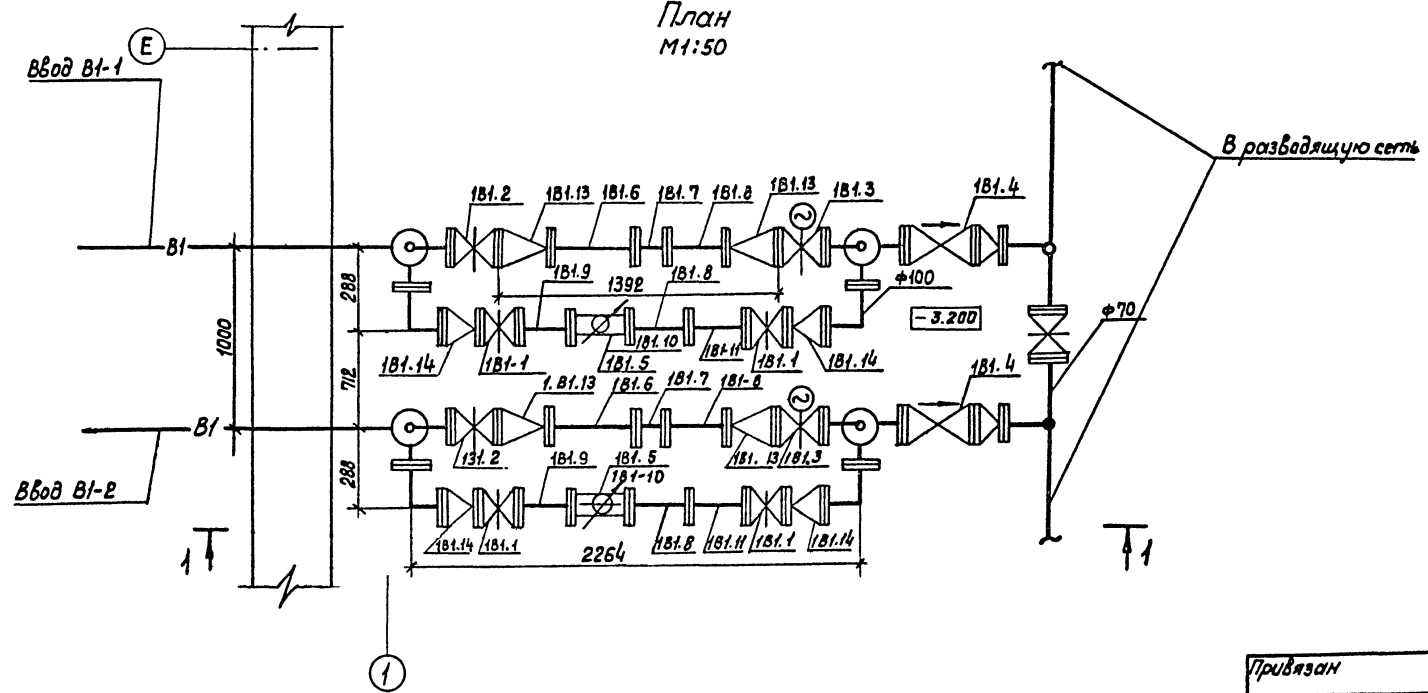 План
М1:50
Е
Ввод В1-1
В разводящую сеть
1В1.2
1В1.13
1В1.6
1В1.7
1В1.8
1В1.13
1В1.3
1В1.4
В1
288
1В1.9
1392
1В1.8
ф100
-3.200
ф70
1000
1В1.14
1В1-1
1В1.10
1В1.5
1В1-11
1В1.1
1В1.14
712
1.В1.13
1В1.6
1В1.7
1В1-8
1В1.4
В1
131.2
1В1.9
1В1.5
1В1-10
1В1.13
1В1.3
288
Ввод В1-2
1В1.14
1В1.1
1В1.8
1В1.11
1В1.1
1В1.14
2264
1
1
1
Привязан